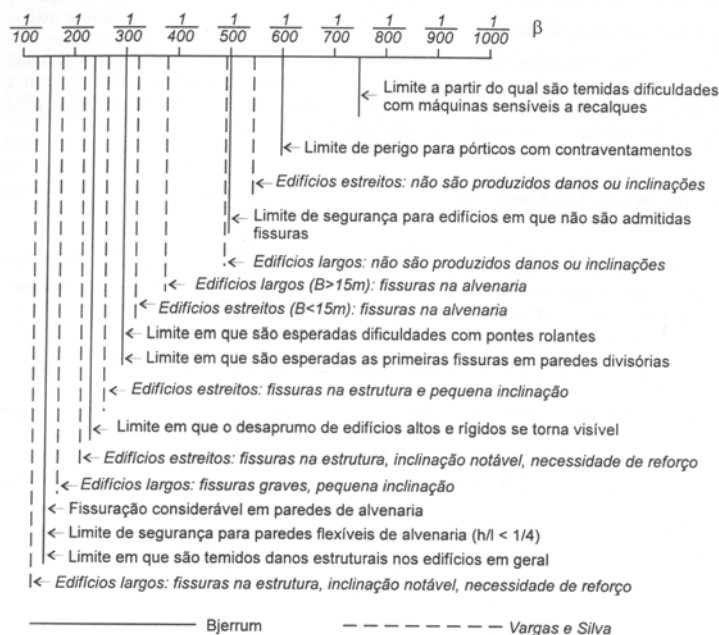 1/100 1/200 1/300 1/400 1/500 1/600 1/700 1/800 1/900 1/1000 β
Limite a partir do qual são temidas dificuldades
com máquinas sensíveis a recalques
Limite de perigo para pórticos com contraventamentos
Edifícios estreitos: não são produzidos danos ou inclinações
Limite de segurança para edifícios em que não são admitidas
fissuras
Edifícios largos: não são produzidos danos ou inclinações
Edifícios largos (B>15m): fissuras na alvenaria
Edifícios estreitos (B<15m): fissuras na alvenaria
Limite em que são esperadas dificuldades com pontes rolantes
Limite em que são esperadas as primeiras fissuras em paredes divisórias
Edifícios estreitos: fissuras na estrutura e pequena inclinação
Limite em que o desaprumo de edifícios altos e rígidos se torna visível
Edifícios estreitos: fissuras na estrutura, inclinação notável, necessidade de reforço
Edifícios largos: fissuras graves, pequena inclinação
Fissuração considerável em paredes de alvenaria
Limite de segurança para paredes flexíveis de alvenaria (h/l < 1/4)
Limite em que são temidos danos estruturais nos edifícios em geral
Edifícios largos: fissuras na estrutura, inclinação notável, necessidade de reforço
Bjerrum Vargas e Silva